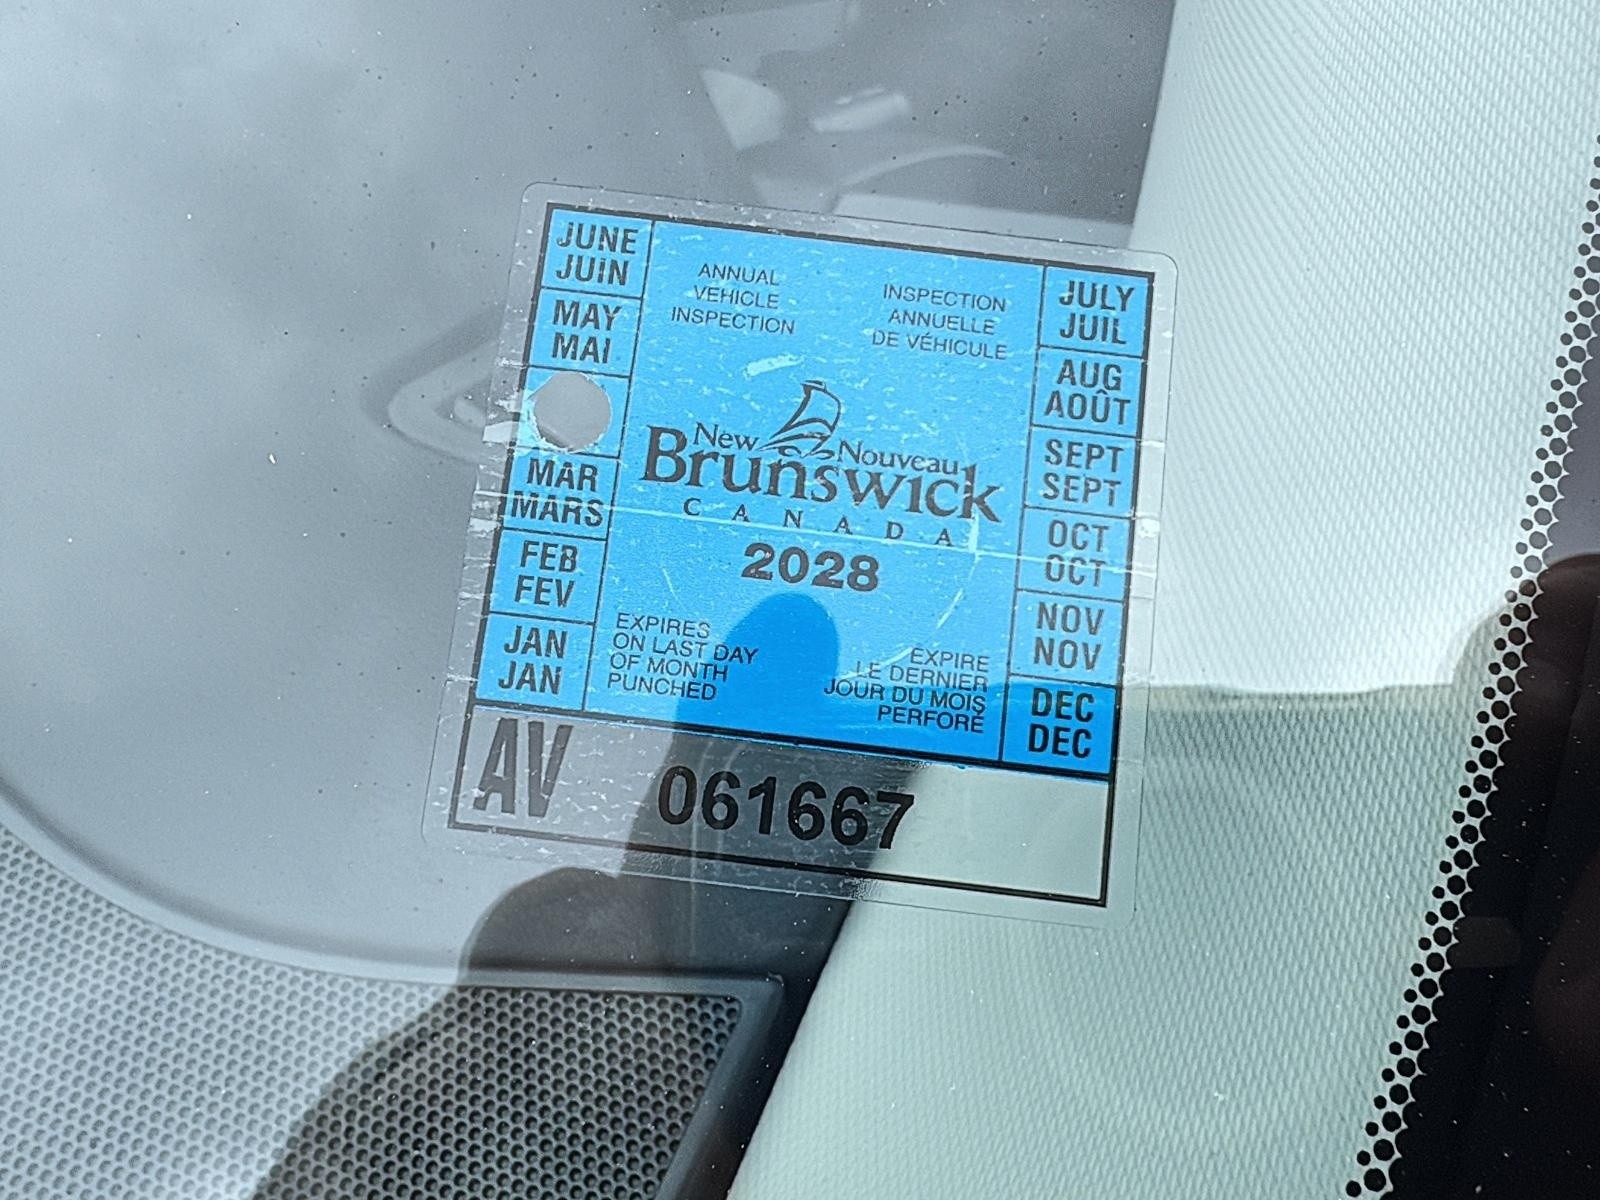 JUNE
JUIN
MAY
MAI
MAR
MARS
FEB
FEV
JAN
JAN
ANNUAL
VEHICLE
INSPECTION
INSPECTION
ANNUELLE
DE VÉHICULE
New Nouveau
Brunswick
CANADA
2028
EXPIRES
ON LAST DAY
OF MONTH
PUNCHED
EXPIRE
LE DERNIER
JOUR DU MOIS
PERFORÉ
JULY
JUIL
AUG
AOÛT
SEPT
SEPT
OCT
OCT
NOV
NOV
DEC
DEC
AV 061667